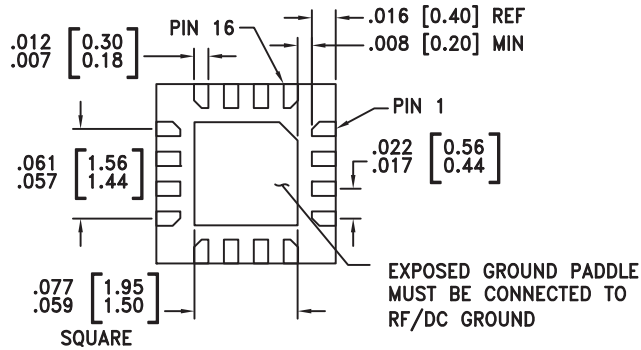 .016 [0.40] REF
.008 [0.20] MIN
PIN 16
.012 [0.30]
.007 [0.18]
PIN 1
.022 [0.56]
.017 [0.44]
.061 [1.56]
.057 [1.44]
.077 [1.95]
.059 [1.50]
SQUARE
EXPOSED GROUND PADDLE
MUST BE CONNECTED TO
RF/DC GROUND